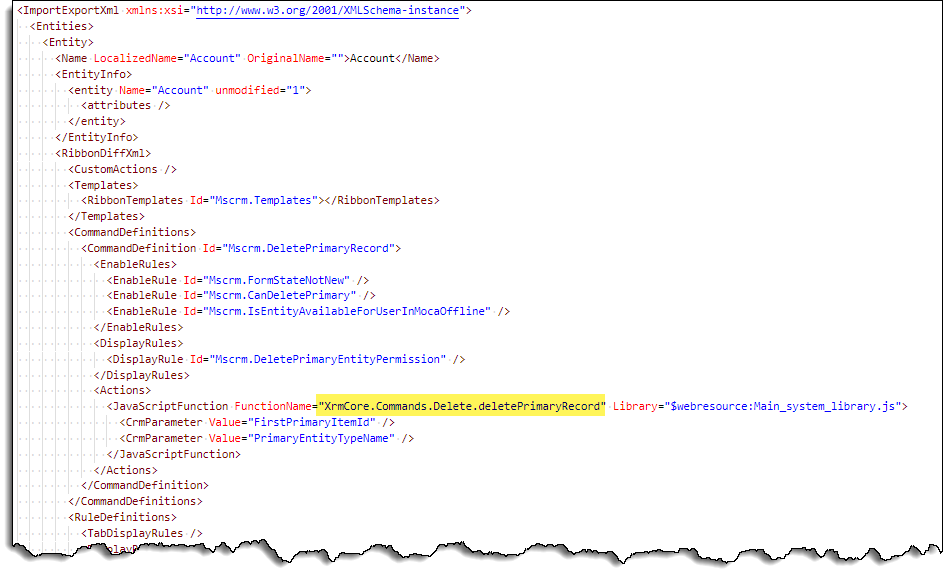 <ImportExportXml xmlns:xsi="http://www.w3.org/2001/XMLSchema-instance">
<Entities>
<Entity>
<Name LocalizedName="Account" OriginalName="">Account</Name>
<EntityInfo>
<entity Name="Account" unmodified="1">
<attributes />
</entity>
</EntityInfo>
<RibbonDiffXml>
<CustomActions />
<Templates>
<RibbonTemplates Id="Mscrm.Templates"></RibbonTemplates>
</Templates>
<CommandDefinitions>
<CommandDefinition Id="Mscrm.DeletePrimaryRecord">
<EnableRules>
<EnableRule Id="Mscrm.FormStateNotNew" />
<EnableRule Id="Mscrm.CanDeletePrimary" />
<EnableRule Id="Mscrm.IsEntityAvailableForUserInMocaOffline" />
</EnableRules>
<DisplayRules>
<DisplayRule Id="Mscrm.DeletePrimaryEntityPermission" />
</DisplayRules>
<Actions>
<JavaScriptFunction FunctionName="XrmCore.Commands.Delete.deletePrimaryRecord" Library="$webresource:Main_system_library.js">
<CrmParameter Value="FirstPrimaryItemId" />
<CrmParameter Value="PrimaryEntityTypeName" />
</JavaScriptFunction>
</Actions>
</CommandDefinition>
</CommandDefinitions>
<RuleDefinitions>
<TabDisplayRules />